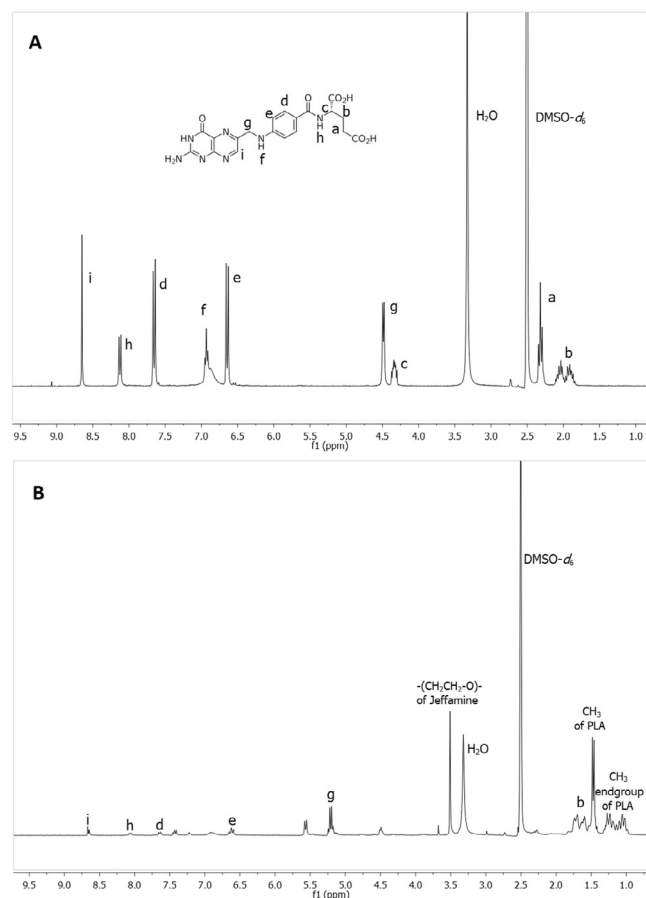 A
O
CO₂H
O
g
e
d
c
b
N
HN
N
N
H
a
CO₂H
H₂N
N
N
i
H
f
h
H₂O
DMSO-d₆
i
h
d
f
e
g
c
a
b
9.5 9.0 8.5 8.0 7.5 7.0 6.5 6.0 5.5 5.0 4.5 4.0 3.5 3.0 2.5 2.0 1.5 1.0
f1 (ppm)
B
DMSO-d₆
-(CH₂CH₂-O)-
of Jeffamine
H₂O
CH₃
of PLA
CH₃
endgroup
of PLA
i
h
d
e
g
b
9.5 9.0 8.5 8.0 7.5 7.0 6.5 6.0 5.5 5.0 4.5 4.0 3.5 3.0 2.5 2.0 1.5 1.0
f1 (ppm)